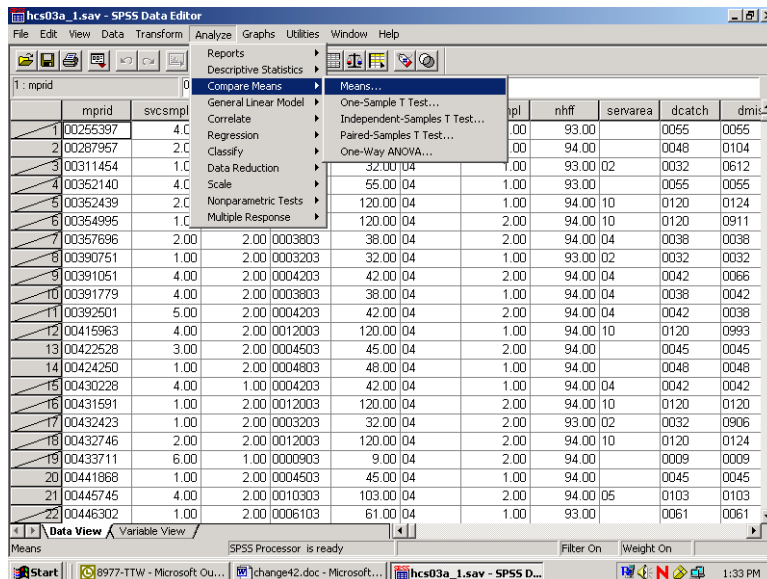 hcs03a_1.sav - SPSS Data Editor
File Edit View Data Transform Analyze Graphs Utilities Window Help
Reports
Descriptive Statistics
Compare Means
General Linear Model
Correlate
Regression
Classify
Data Reduction
Scale
Nonparametric Tests
Multiple Response
Means...
One-Sample T Test...
Independent-Samples T Test...
Paired-Samples T Test...
One-Way ANOVA...
1 : mprid 0
mprid svcsmpl npl nhff servarea dcatch dmis
1 00255397 4.0 .00 93.00 0055 0055
2 00287957 2.0 1.00 94.00 0048 0104
3 00311454 1.0 32.00 04 1.00 93.00 02 0032 0612
4 00352140 4.0 55.00 04 1.00 93.00 0055 0055
5 00352439 2.0 120.00 04 1.00 94.00 10 0120 0124
6 00354995 1.0 120.00 04 2.00 94.00 10 0120 0911
7 00357696 2.00 2.00 0003803 38.00 04 2.00 94.00 04 0038 0038
8 00390751 1.00 2.00 0003203 32.00 04 1.00 93.00 02 0032 0032
9 00391051 4.00 2.00 0004203 42.00 04 2.00 94.00 04 0042 0066
10 00391779 4.00 2.00 0003803 38.00 04 1.00 94.00 04 0038 0042
11 00392501 5.00 2.00 0004203 42.00 04 2.00 94.00 04 0042 0038
12 00415963 4.00 2.00 0012003 120.00 04 1.00 94.00 10 0120 0993
13 00422528 3.00 2.00 0004503 45.00 04 2.00 94.00 0045 0045
14 00424250 1.00 2.00 0004803 48.00 04 1.00 94.00 0048 0048
15 00430228 4.00 1.00 0004203 42.00 04 1.00 94.00 04 0042 0042
16 00431591 1.00 2.00 0012003 120.00 04 2.00 94.00 10 0120 0120
17 00432423 1.00 2.00 0003203 32.00 04 2.00 93.00 02 0032 0906
18 00432746 2.00 2.00 0012003 120.00 04 2.00 94.00 10 0120 0124
19 00433711 6.00 1.00 0000903 9.00 04 2.00 94.00 0009 0009
20 00441868 1.00 2.00 0004503 45.00 04 1.00 94.00 0045 0045
21 00445745 4.00 2.00 0010303 103.00 04 2.00 94.00 05 0103 0103
22 00446302 1.00 2.00 0006103 61.00 04 1.00 93.00 0061 0061
Data View Variable View
Means SPSS Processor is ready Filter On Weight On
Start 8977-TTW - Microsoft Ou... change42.doc - Microsoft... hcs03a_1.sav - SPSS D... 1:33 PM